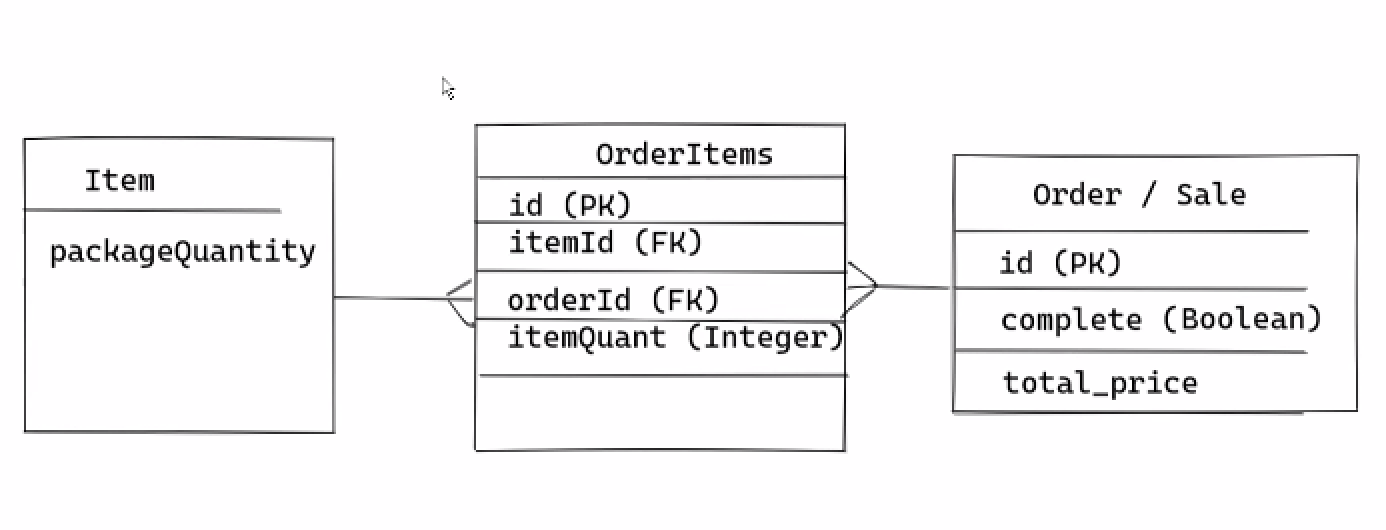 Item
packageQuantity
OrderItems
id (PK)
itemId (FK)
orderId (FK)
itemQuant (Integer)
Order / Sale
id (PK)
complete (Boolean)
total_price